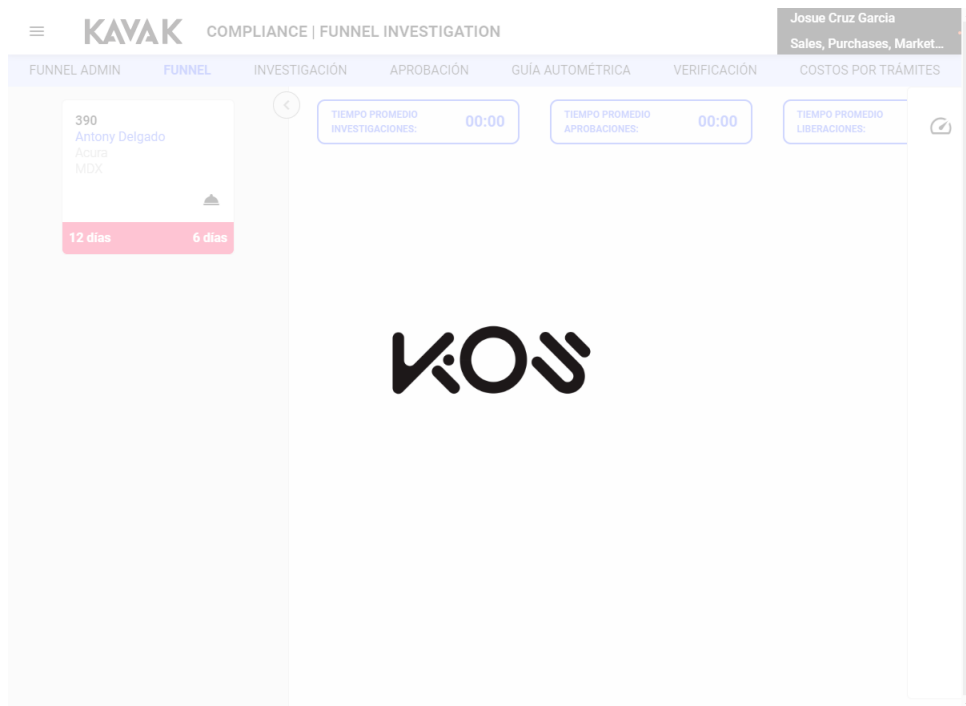 KAVAK COMPLIANCE | FUNNEL INVESTIGATION
Josue Cruz Garcia
Sales, Purchases, Market...
FUNNEL ADMIN FUNNEL INVESTIGACIÓN APROBACIÓN GUÍA AUTOMÉTRICA VERIFICACIÓN COSTOS POR TRÁMITES
390
Antony Delgado
Acura
MDX
12 días 6 días
TIEMPO PROMEDIO
INVESTIGACIONES:
00:00
TIEMPO PROMEDIO
APROBACIONES:
00:00
TIEMPO PROMEDIO
LIBERACIONES:
KOS